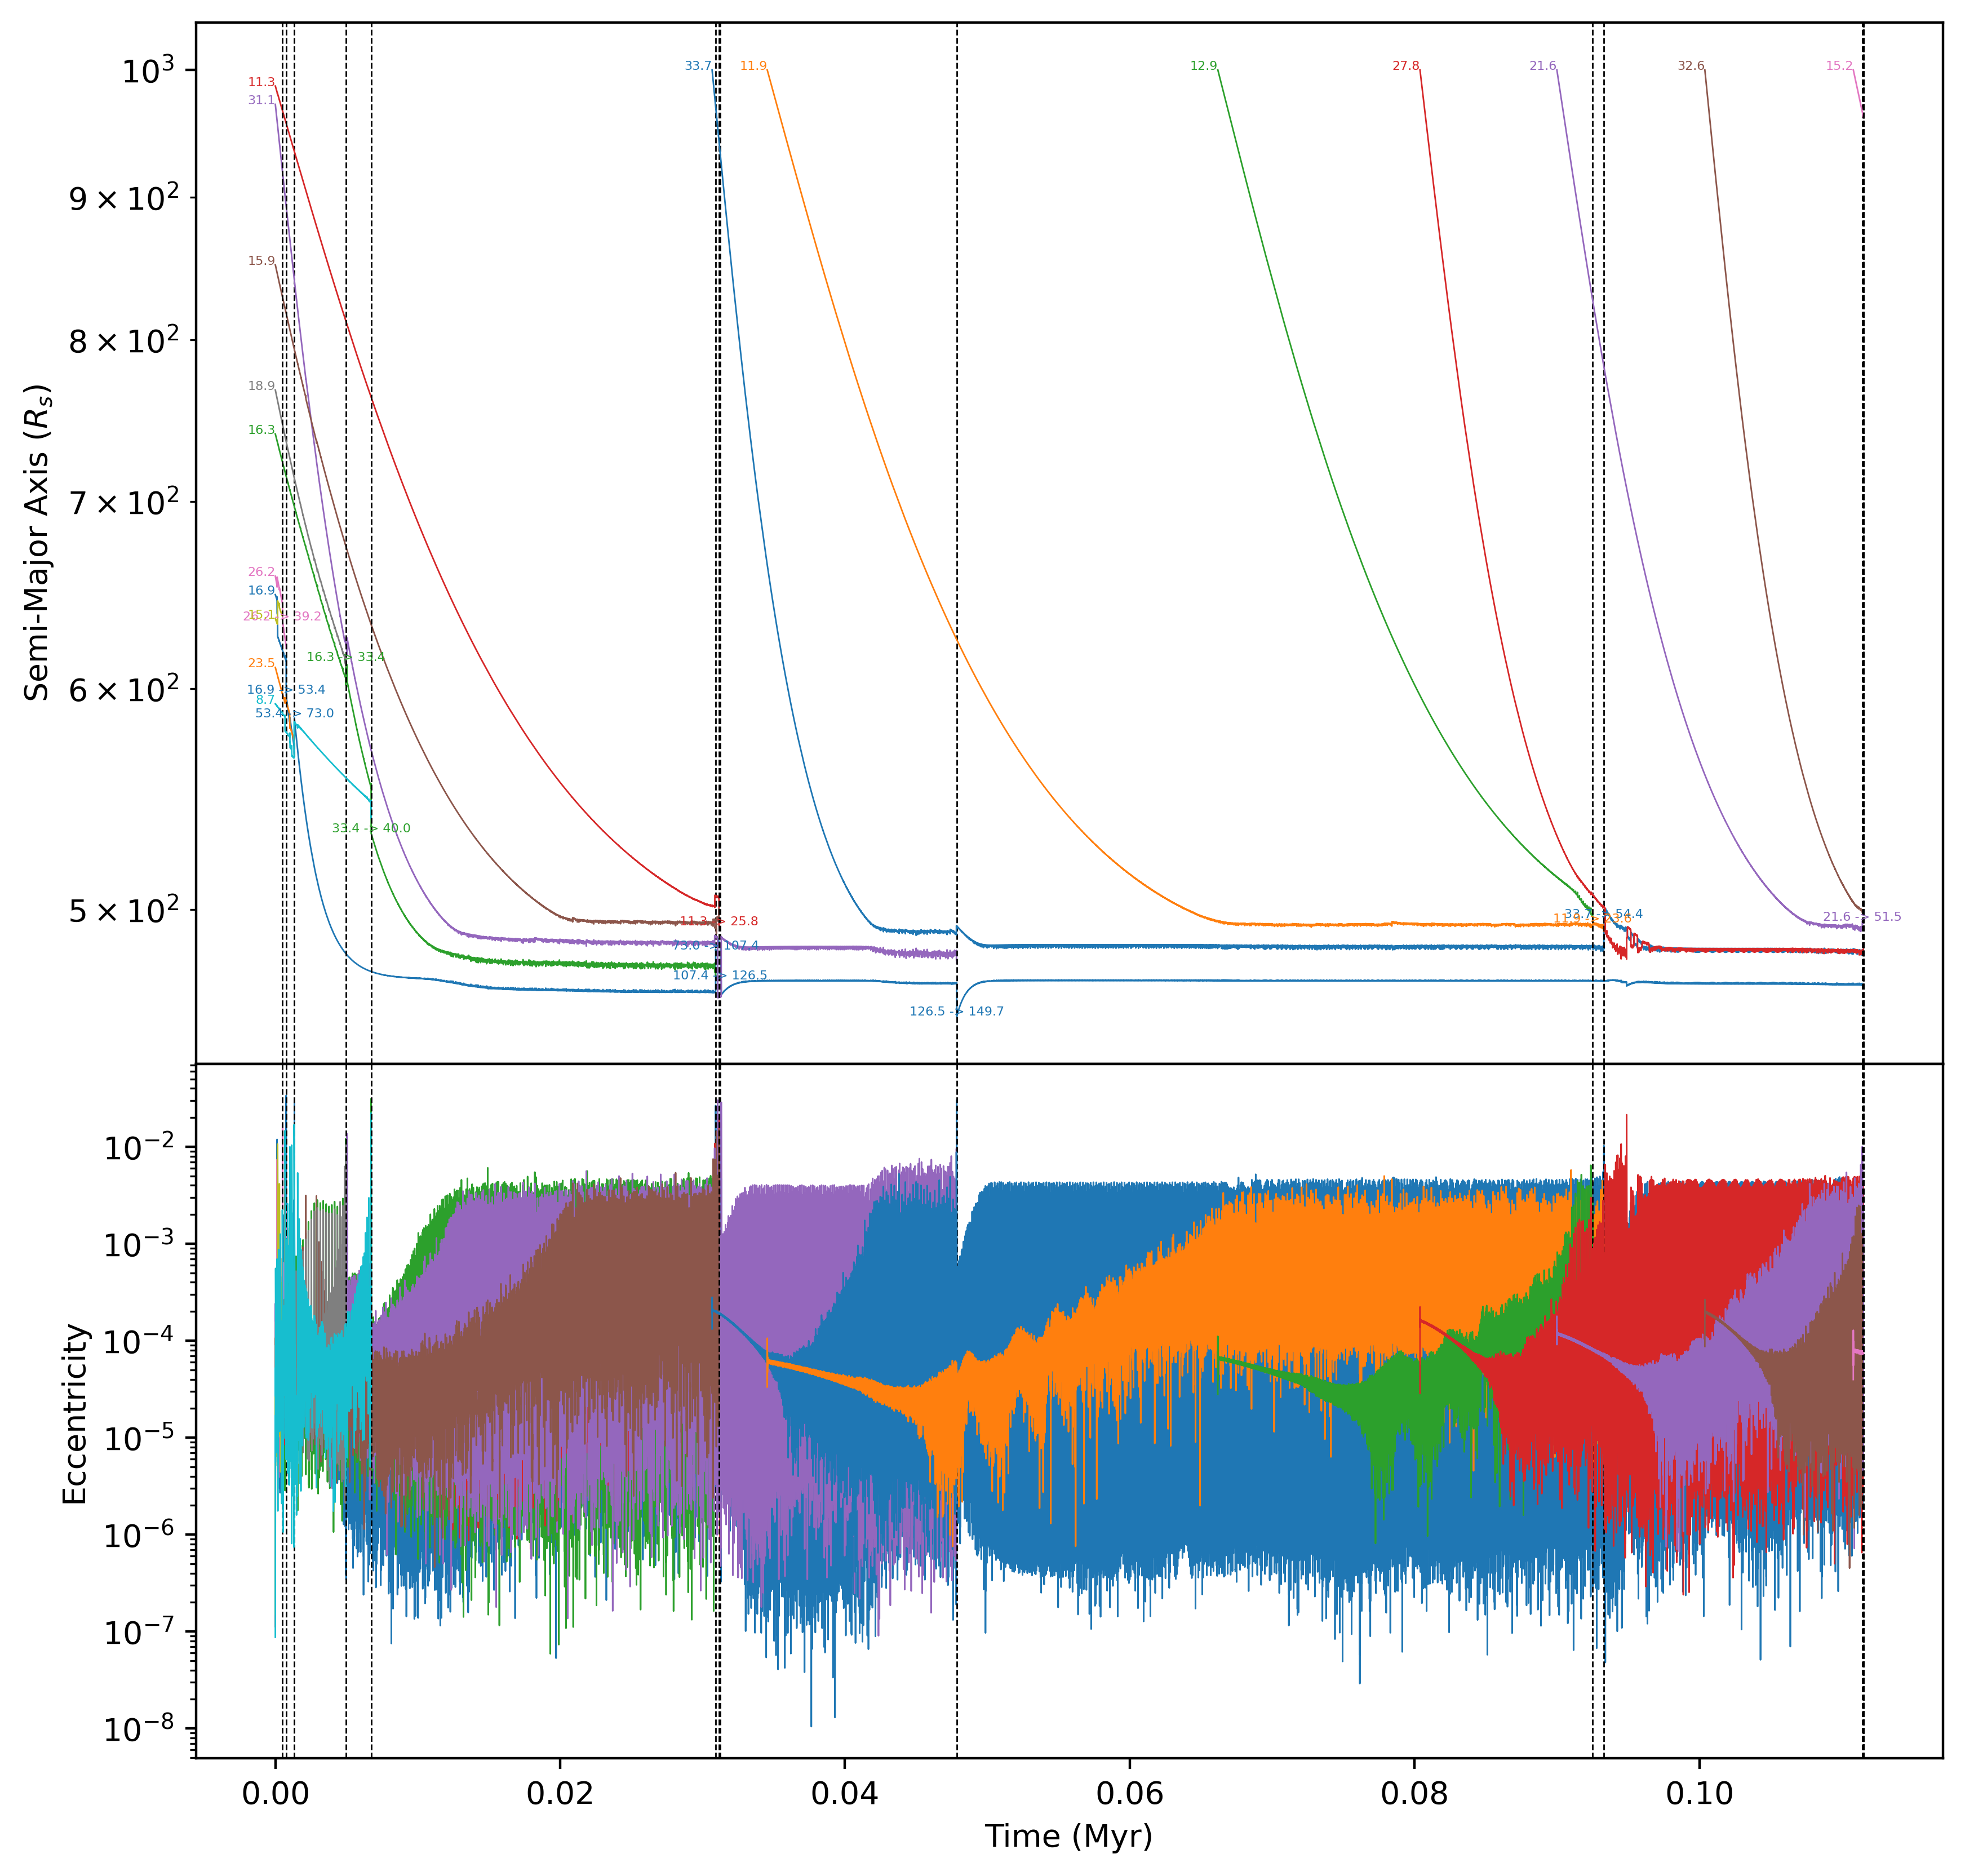 10³
9 × 10²
8 × 10²
7 × 10²
6 × 10²
5 × 10²
Semi-Major Axis (Rₛ)
11.3
31.1
15.9
18.9
16.3
26.2
16.9
23.5
16.3 -> 33.4
16.9 -> 53.4
8.7
53.4 -> 73.0
33.4 -> 40.0
33.7
11.9
12.9
27.8
21.6
32.6
15.2
11.3 -> 25.8
107.4 -> 126.5
126.5 -> 149.7
33.7 -> 54.4
21.6 -> 51.5
10⁻²
10⁻³
10⁻⁴
10⁻⁵
10⁻⁶
10⁻⁷
10⁻⁸
Eccentricity
0.00
0.02
0.04
0.06
0.08
0.10
Time (Myr)